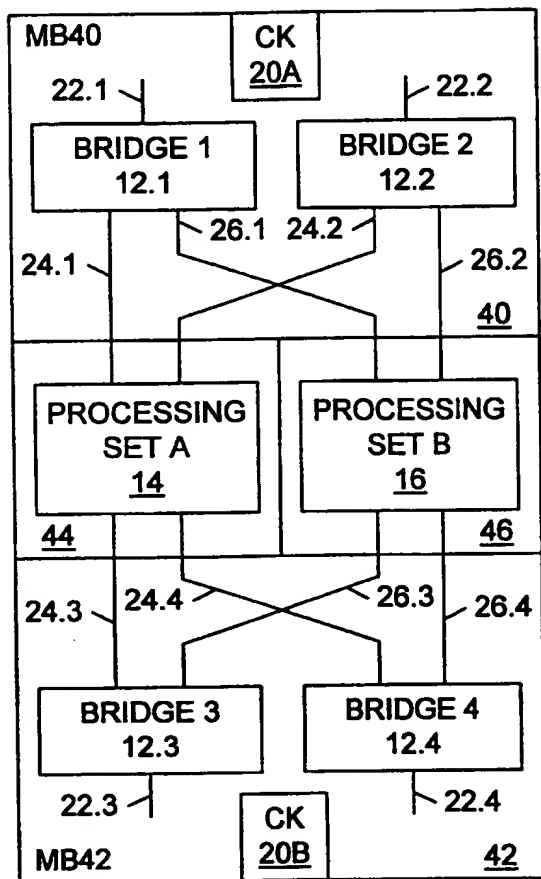 MB40
CK
20A
22.1
22.2
BRIDGE 1
12.1
BRIDGE 2
12.2
26.1
24.2
24.1
26.2
40
PROCESSING
SET A
14
PROCESSING
SET B
16
44
46
24.3
24.4
26.3
26.4
BRIDGE 3
12.3
BRIDGE 4
12.4
22.3
22.4
CK
20B
MB42
42